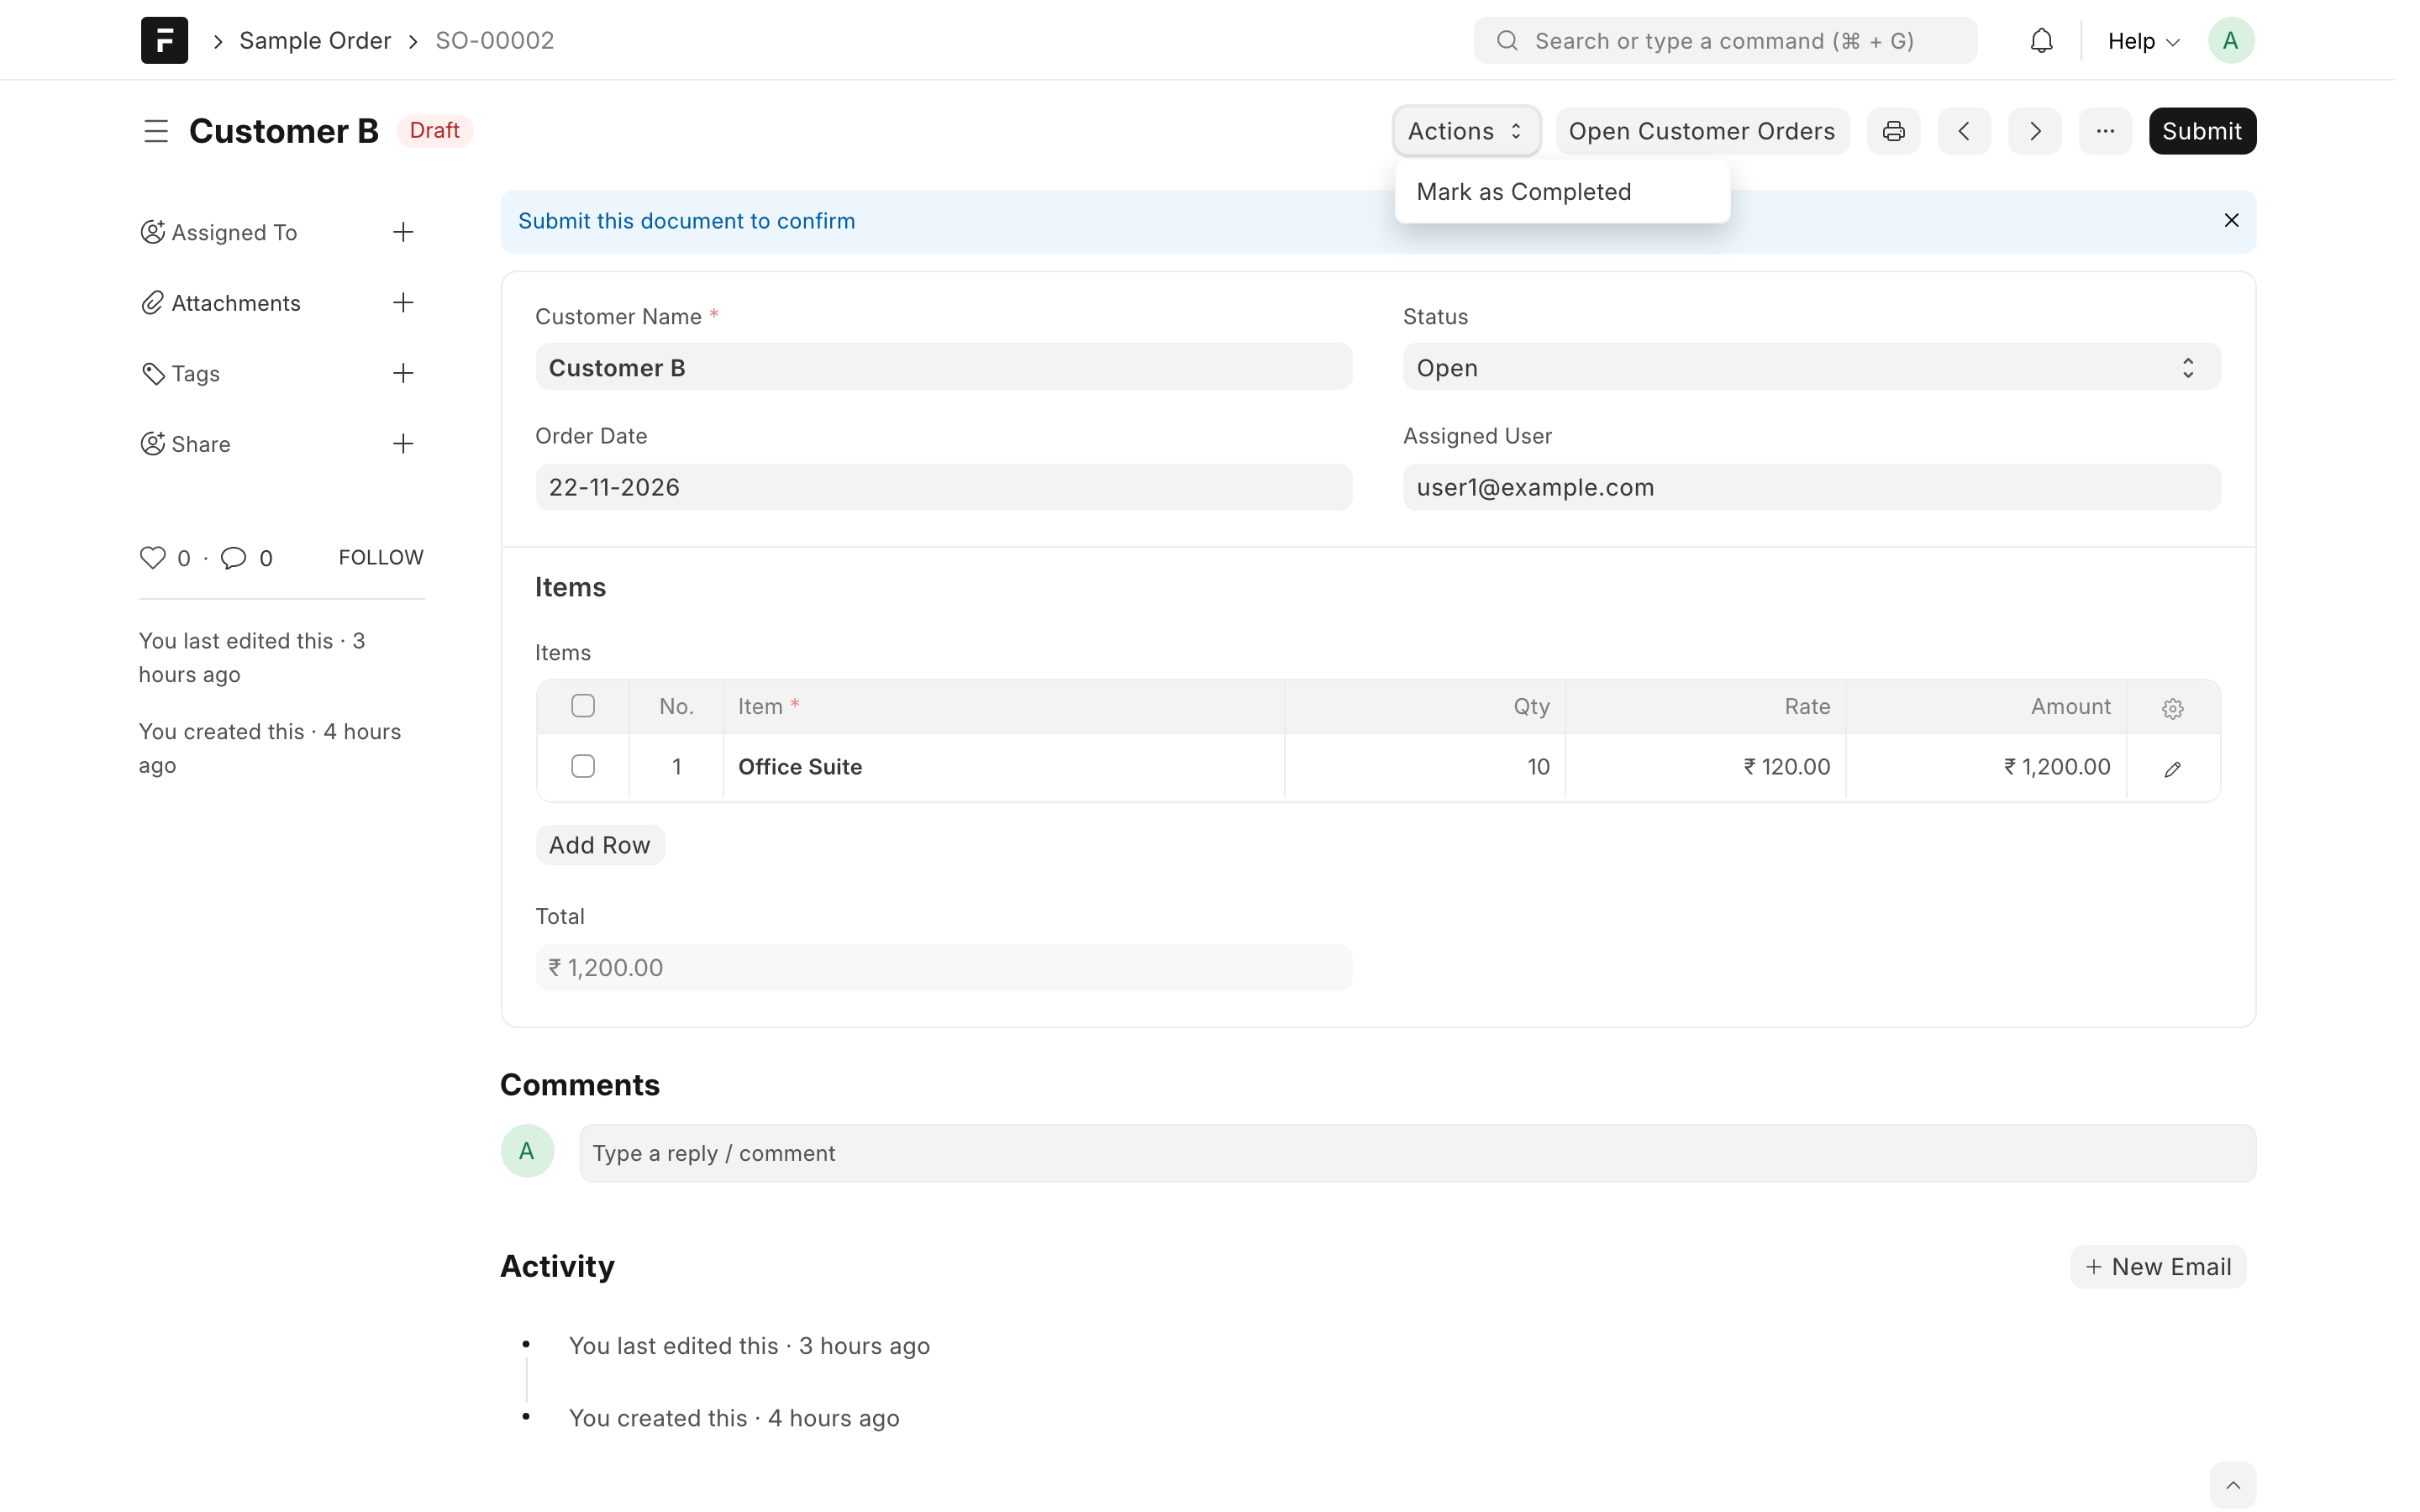 Sample Order
SO-00002
Search or type a command (⌘ + G)
Help
A
Customer B
Draft
Actions
Open Customer Orders
Submit
Mark as Completed
Assigned To
Attachments
Tags
Share
0 · 0
FOLLOW
You last edited this · 3
hours ago
You created this · 4 hours
ago
Submit this document to confirm
Customer Name *
Customer B
Status
Open
Order Date
22-11-2026
Assigned User
user1@example.com
Items
Items
No. Item * Qty Rate Amount
1 Office Suite 10 ₹ 120.00 ₹ 1,200.00
Add Row
Total
₹ 1,200.00
Comments
A
Type a reply / comment
Activity
New Email
You last edited this · 3 hours ago
You created this · 4 hours ago